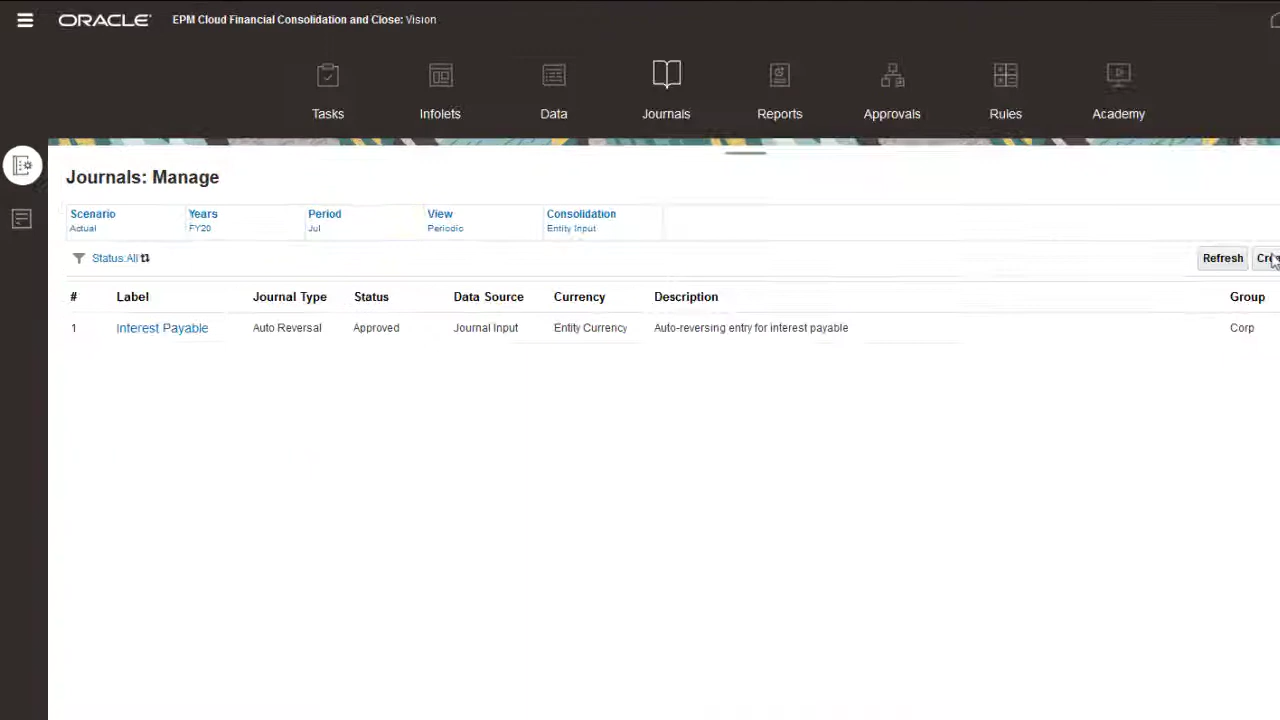 ORACLE EPM Cloud Financial Consolidation and Close: Vision
Tasks Infolets Data Journals Reports Approvals Rules Academy
Journals: Manage
Scenario Years Period View Consolidation
Actual FY20 Jul Periodic Entity Input
Status:All Refresh
# Label Journal Type Status Data Source Currency Description Group
1 Interest Payable Auto Reversal Approved Journal Input Entity Currency Auto-reversing entry for interest payable Corp